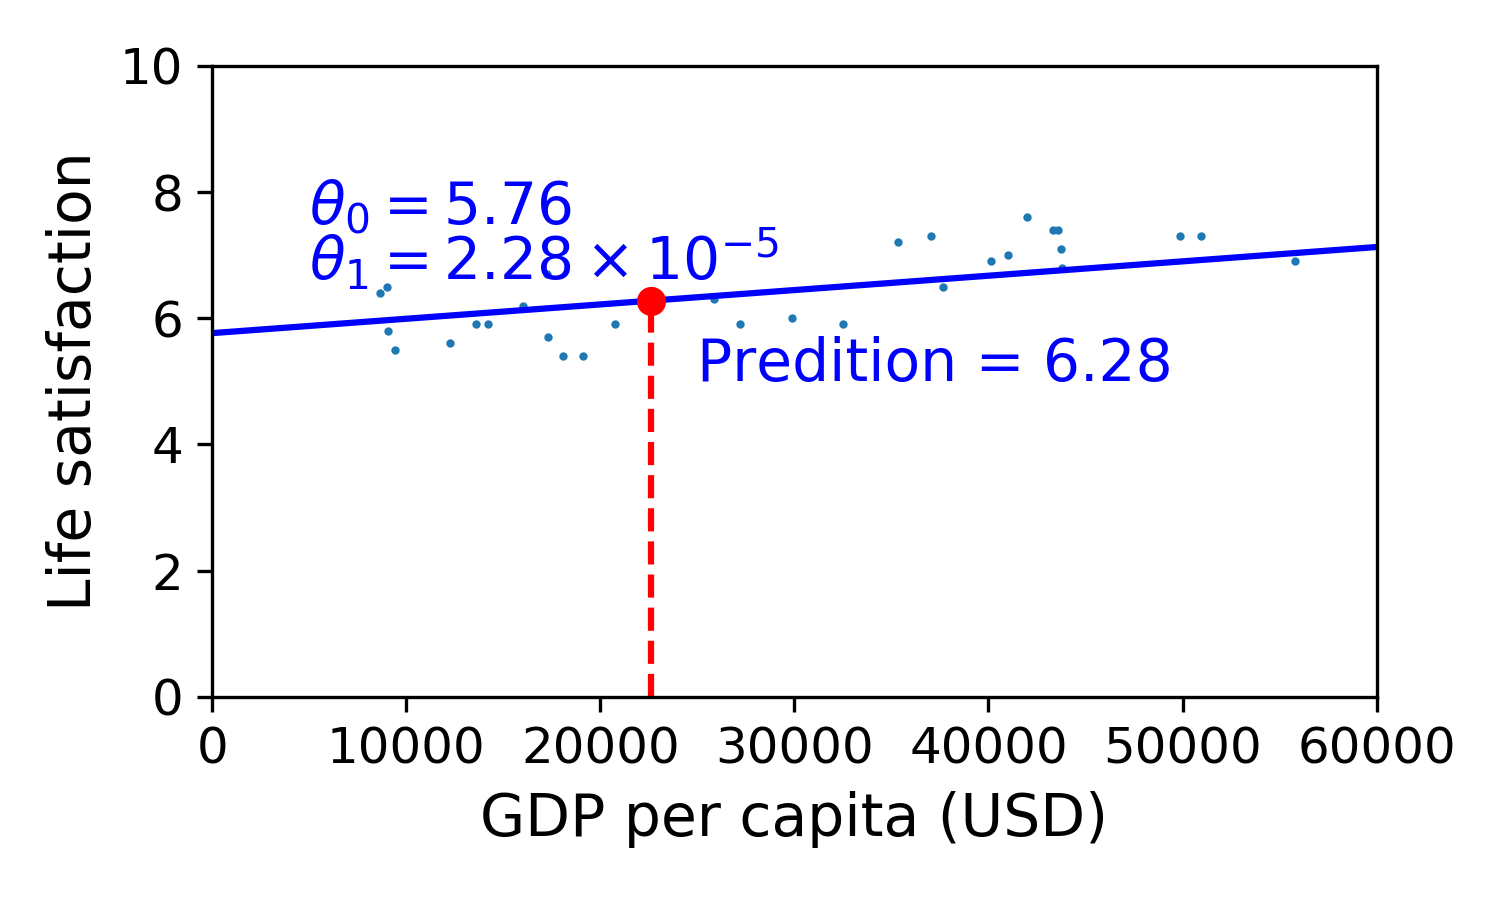 10
8
6
4
2
0
Life satisfaction
θ₀ = 5.76
θ₁ = 2.28 × 10⁻⁵
Predition = 6.28
0 10000 20000 30000 40000 50000 60000
GDP per capita (USD)